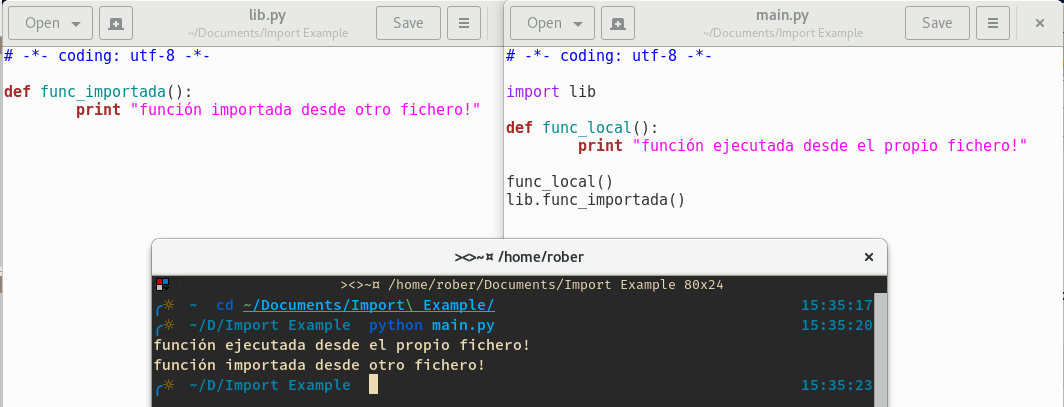 Open
lib.py
~/Documents/Import Example
Save
# -*- coding: utf-8 -*-
def func_importada():
print "función importada desde otro fichero!"
Open
main.py
~/Documents/Import Example
Save
# -*- coding: utf-8 -*-
import lib
def func_local():
print "función ejecutada desde el propio fichero!"
func_local()
lib.func_importada()
><>~¤ /home/rober
><>~¤ /home/rober/Documents/Import Example 80x24
~ cd ~/Documents/Import\ Example/ 15:35:17
~/D/Import Example python main.py 15:35:20
función ejecutada desde el propio fichero!
función importada desde otro fichero!
~/D/Import Example 15:35:23